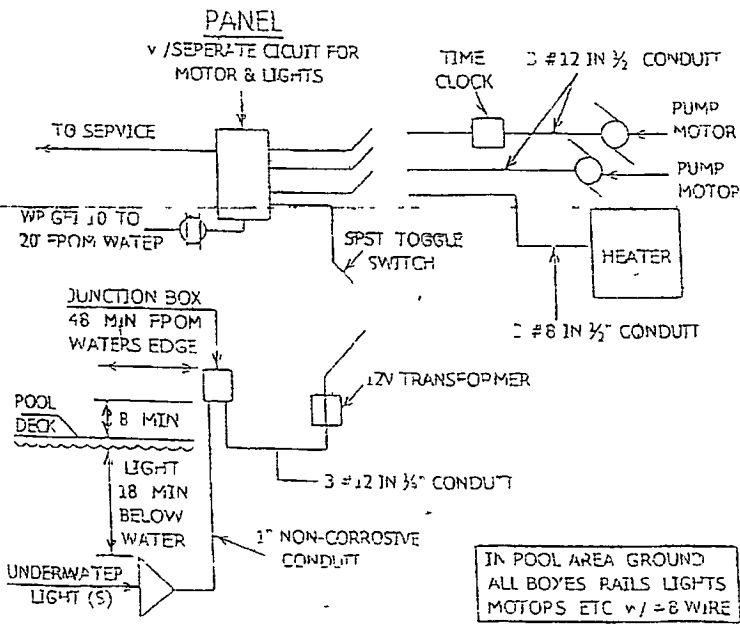 PANEL
w/SEPERATE CICUIT FOR
MOTOR & LIGHTS
TIME
CLOCK
3 #12 IN ½ CONDUIT
PUMP
MOTOR
TO SERVICE
PUMP
MOTOR
WP GFI 10 TO
20' FROM WATER
SPST TOGGLE
SWITCH
HEATER
JUNCTION BOX
48 MIN FROM
WATERS EDGE
#8 IN ½" CONDUIT
12V TRANSFORMER
POOL
DECK
8 MIN
LIGHT
18 MIN
BELOW
WATER
3 #12 IN ½" CONDUIT
1" NON-CORROSIVE
CONDUIT
UNDERWATER
LIGHT (S)
IN POOL AREA GROUND
ALL BOXES RAILS LIGHTS
MOTORS ETC w/ #8 WIRE